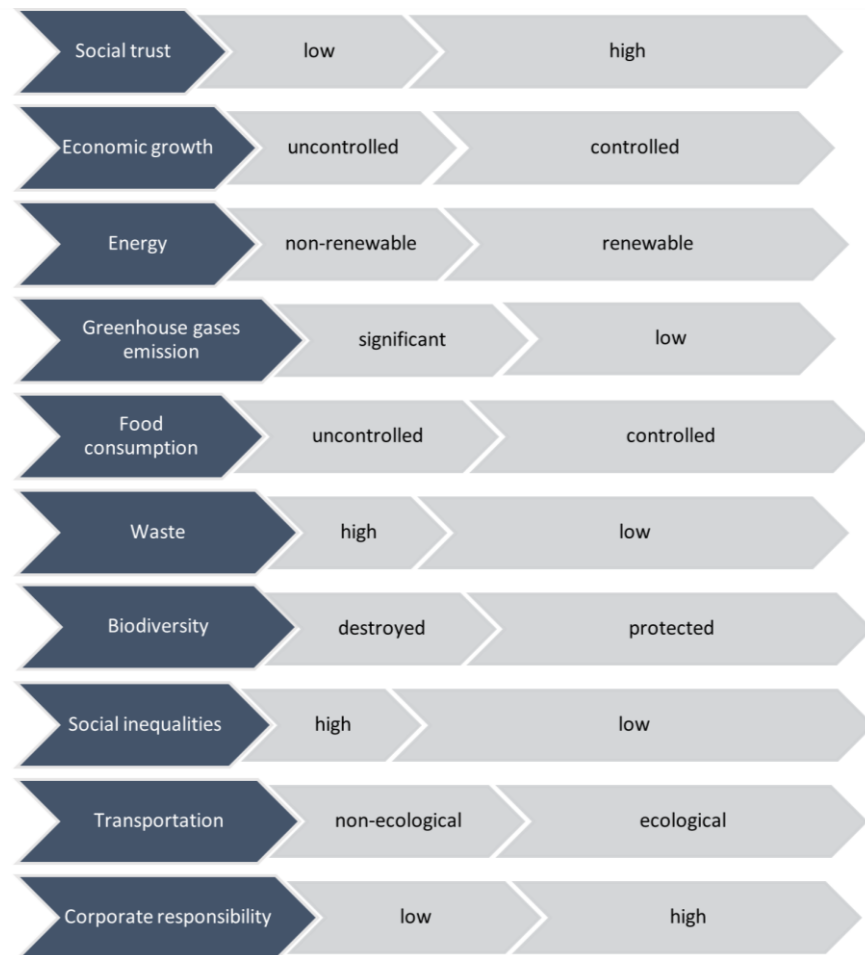 Social trust low high
Economic growth uncontrolled controlled
Energy non-renewable renewable
Greenhouse gases
emission significant low
Food
consumption uncontrolled controlled
Waste high low
Biodiversity destroyed protected
Social inequalities high low
Transportation non-ecological ecological
Corporate responsibility low high